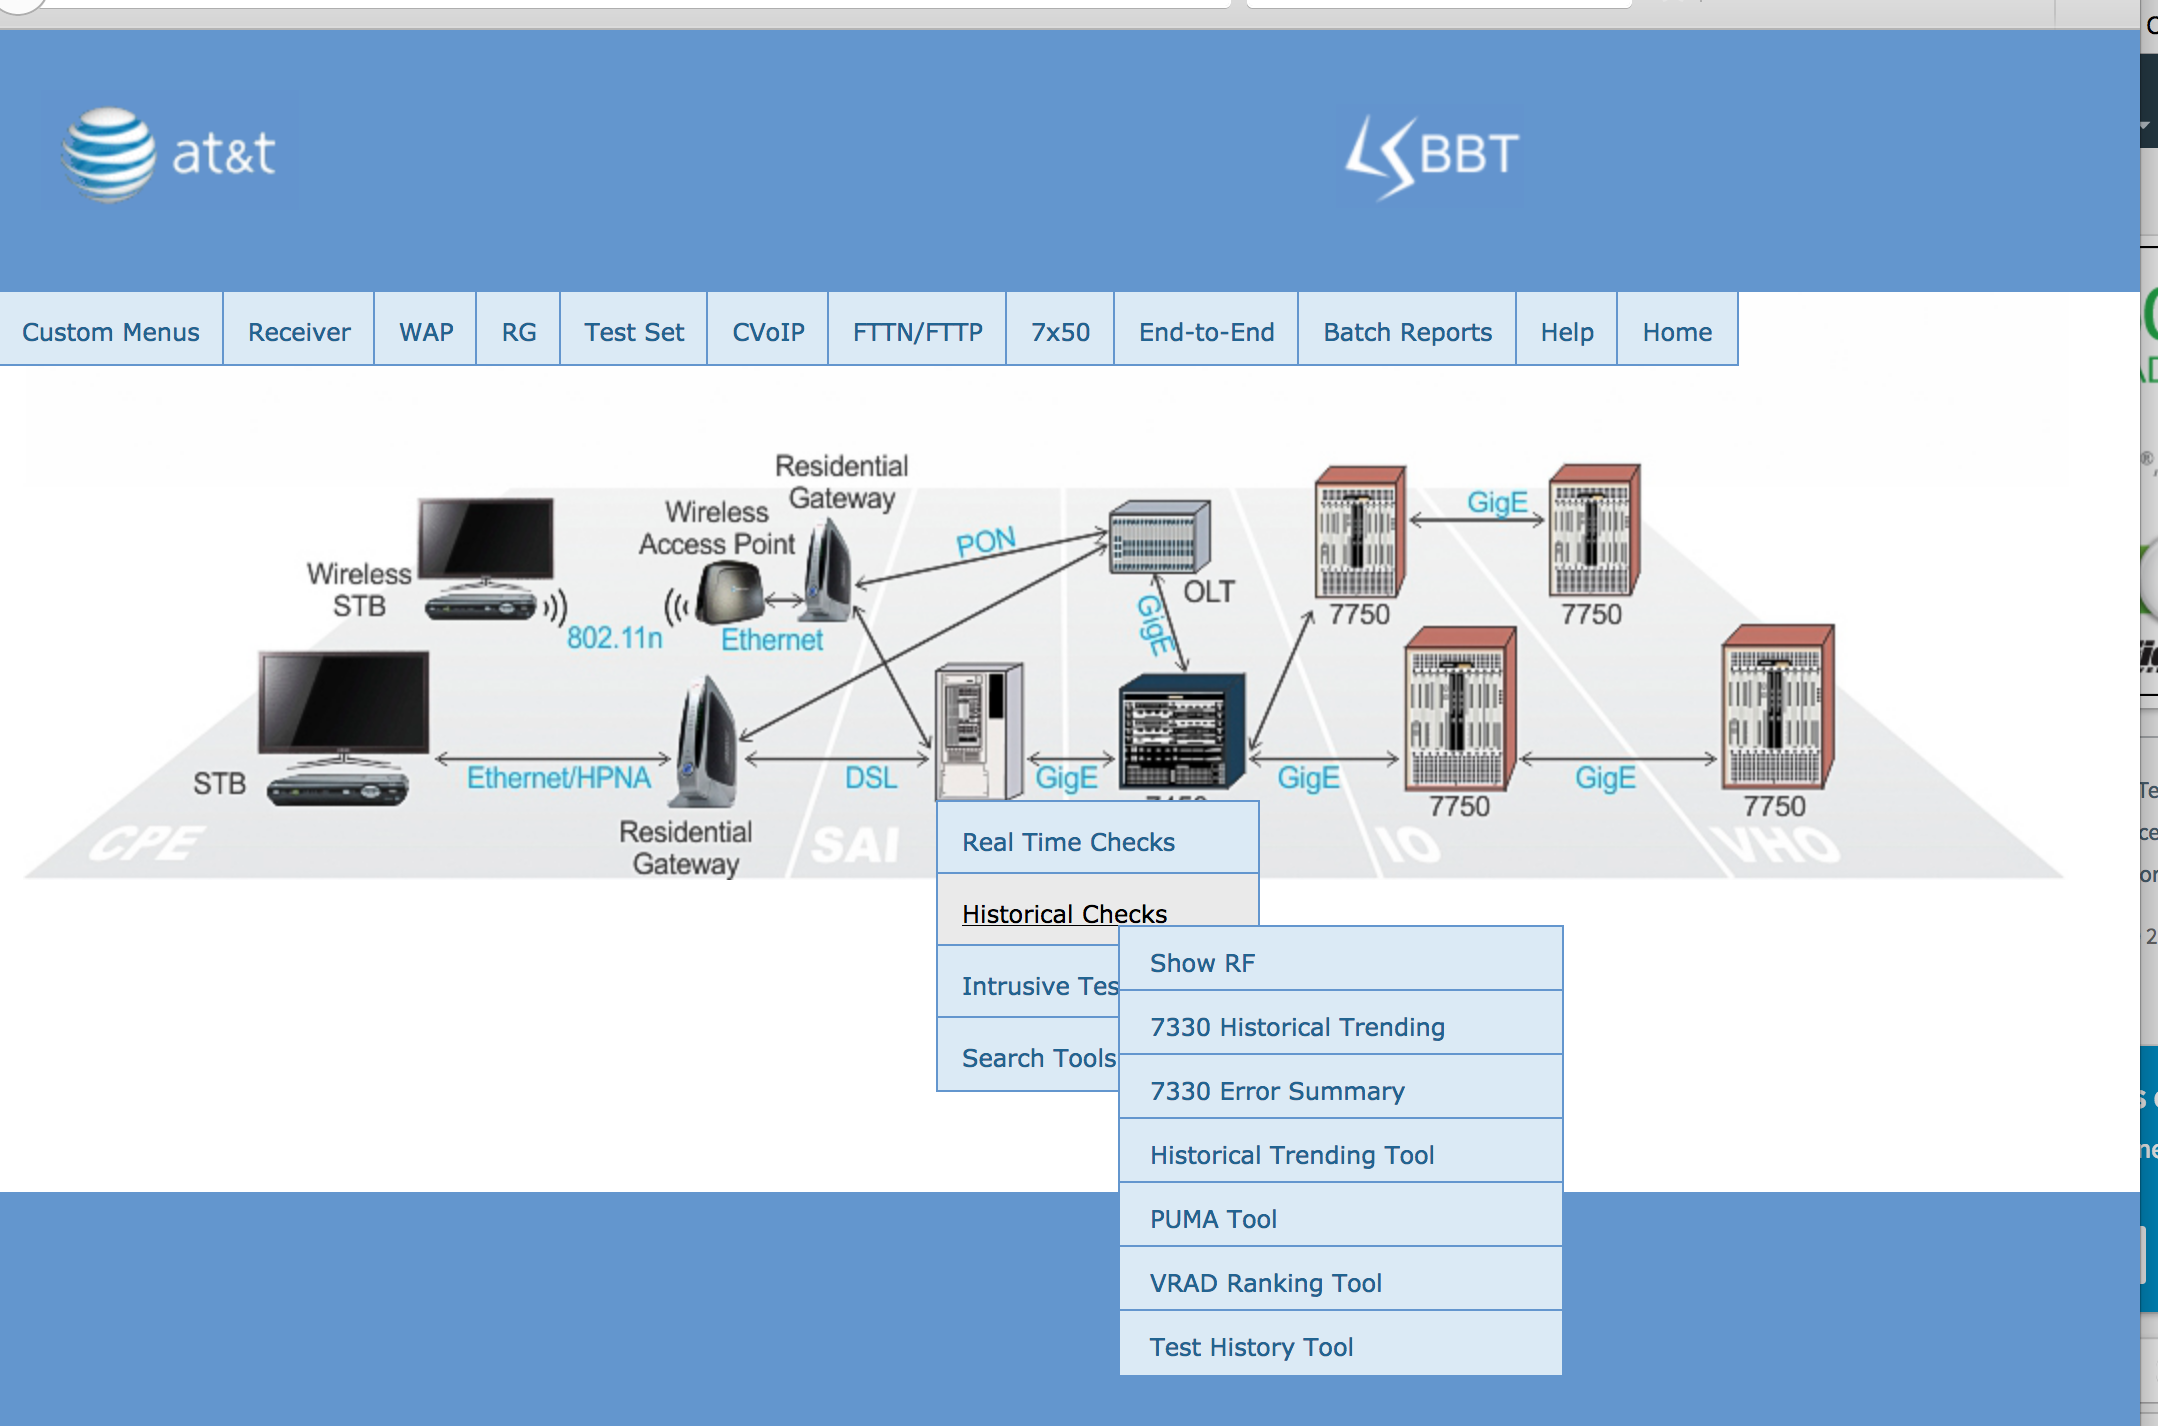 at&t
BBT
Custom Menus
Receiver
WAP
RG
Test Set
CVoIP
FTTN/FTTP
7x50
End-to-End
Batch Reports
Help
Home
Residential
Gateway
Wireless
Access Point
Wireless
STB
802.11n
Ethernet
PON
OLT
GigE
GigE
7750
7750
STB
Ethernet/HPNA
DSL
GigE
GigE
GigE
7750
7750
Residential
Gateway
CPE
SAI
IO
VHO
Real Time Checks
Historical Checks
Intrusive Tes
Search Tools
Show RF
7330 Historical Trending
7330 Error Summary
Historical Trending Tool
PUMA Tool
VRAD Ranking Tool
Test History Tool